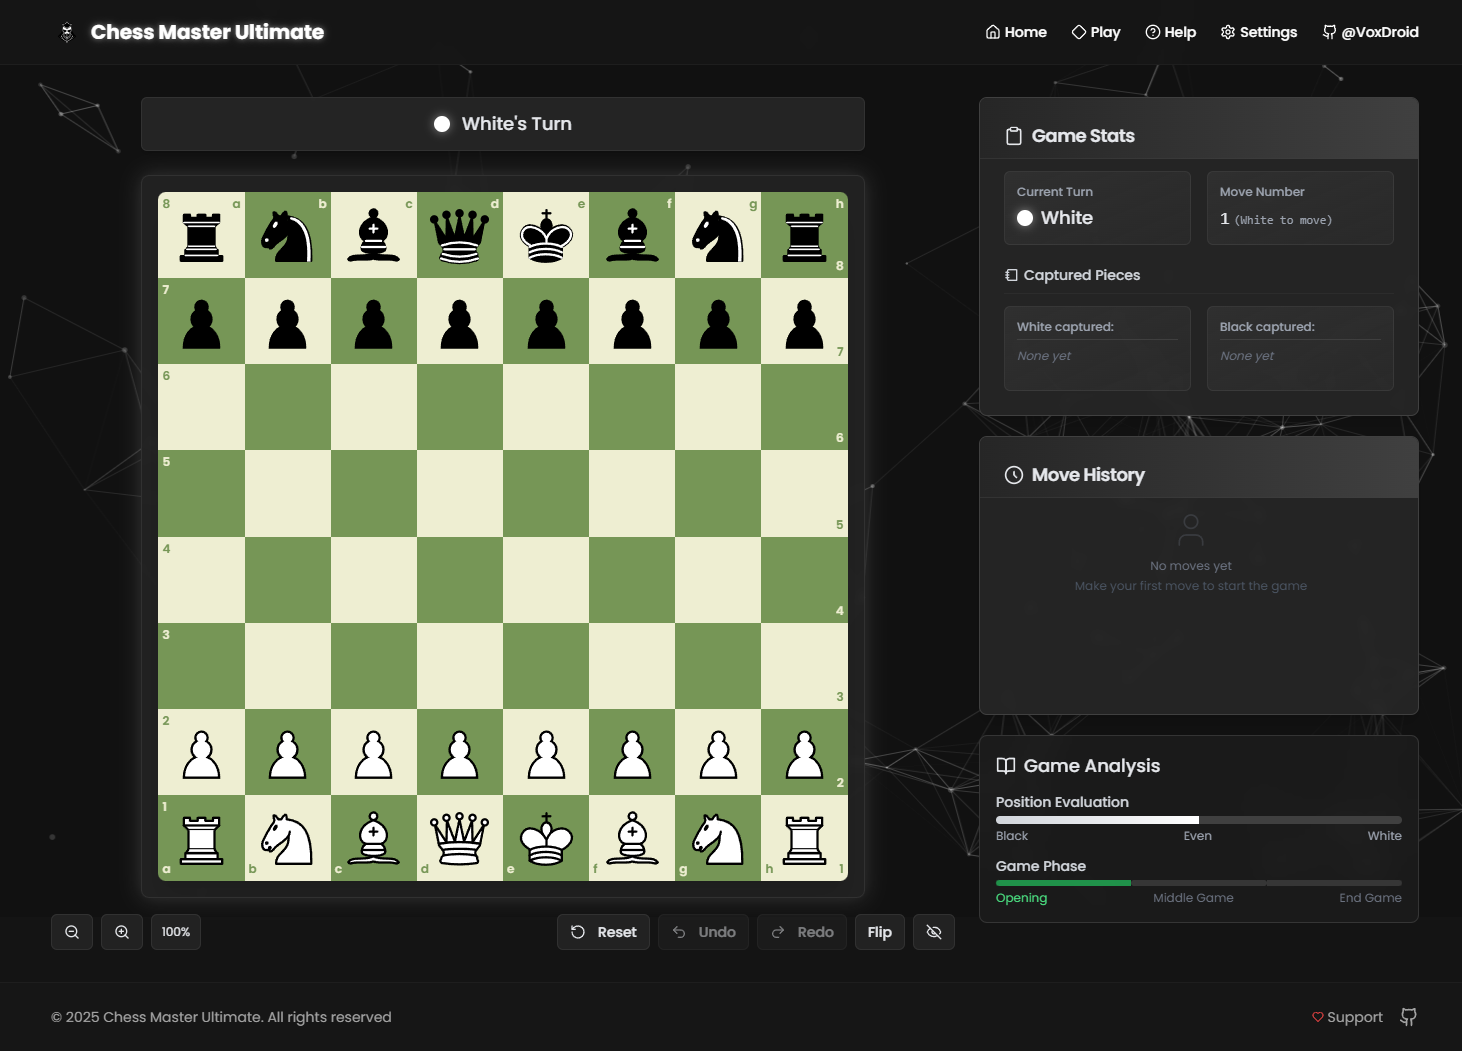 Chess Master Ultimate
Home
Play
Help
Settings
@VoxDroid
White's Turn
8 a b c d e f g h
8
7
7
6
6
5
5
4
4
3
3
2
2
1
a b c d e f g h 1
100%
Reset
Undo
Redo
Flip
Game Stats
Current Turn
White
Move Number
1 (White to move)
Captured Pieces
White captured:
None yet
Black captured:
None yet
Move History
No moves yet
Make your first move to start the game
Game Analysis
Position Evaluation
Black Even White
Game Phase
Opening Middle Game End Game
© 2025 Chess Master Ultimate. All rights reserved
Support